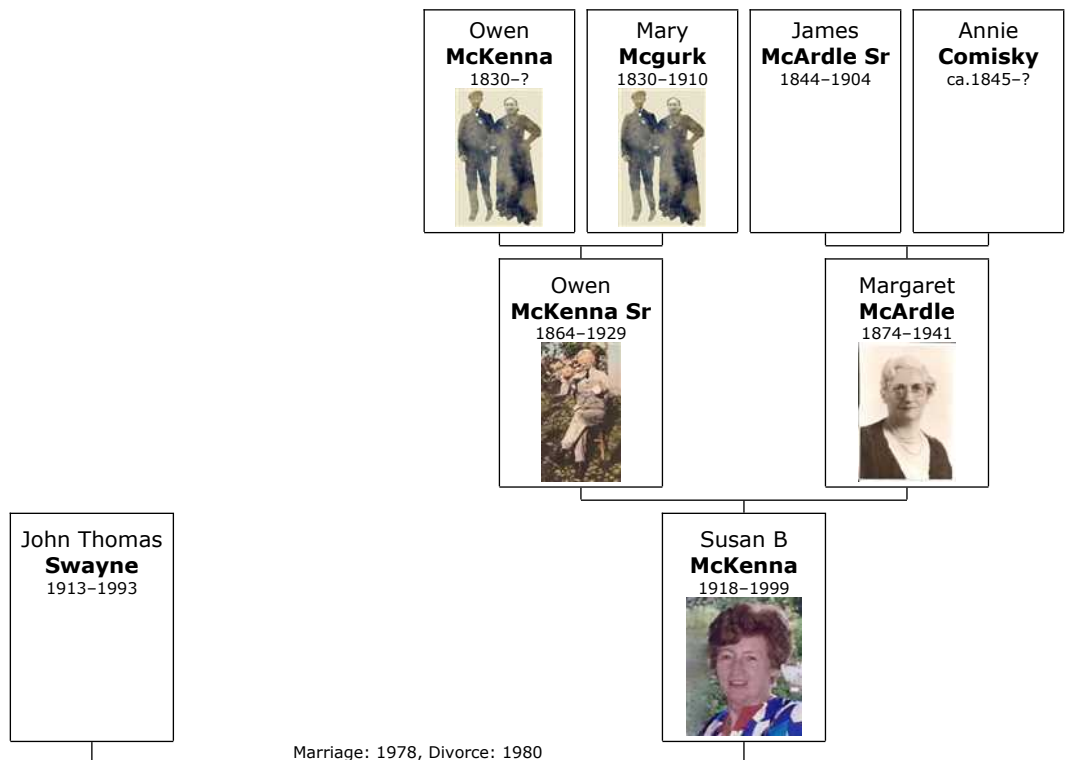 Owen
McKenna
1830–?
Mary
Mcgurk
1830–1910
James
McArdle Sr
1844–1904
Annie
Comisky
ca.1845–?
Owen
McKenna Sr
1864–1929
Margaret
McArdle
1874–1941
John Thomas
Swayne
1913–1993
Susan B
McKenna
1918–1999
Marriage: 1978, Divorce: 1980